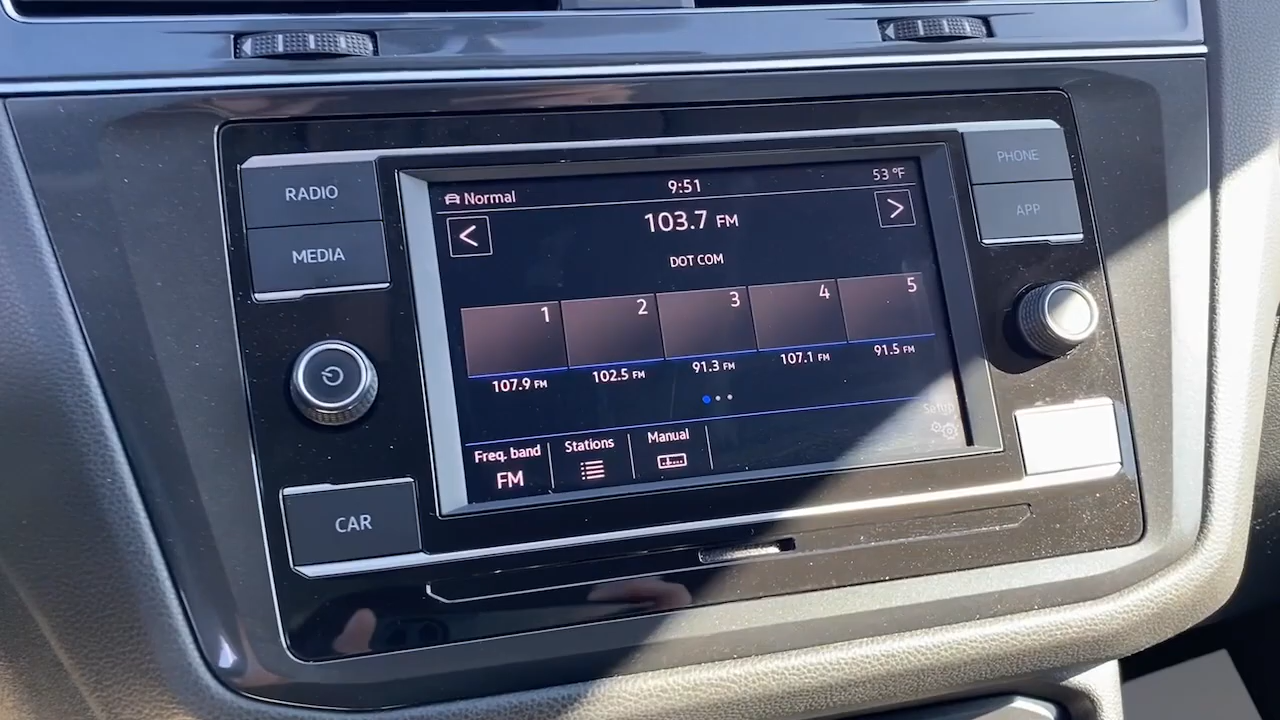 RADIO
MEDIA
CAR
PHONE
APP
Normal
9:51
53 °F
<
103.7 FM
>
DOT COM
1
2
3
4
5
107.9 FM
102.5 FM
91.3 FM
107.1 FM
91.5 FM
Freq. band
FM
Stations
Manual
Setup